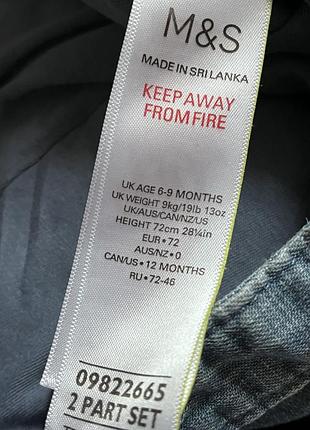 M&S
MADE IN SRI LANKA
KEEP AWAY
FROM FIRE
UK AGE 6-9 MONTHS
UK WEIGHT 9kg/19lb 13oz
UK/AUS/CAN/NZ/US
HEIGHT 72cm 28¼in
EUR•72
AUS/NZ•0
CAN/US•12 MONTHS
RU•72-46
09822665
2 PART SET